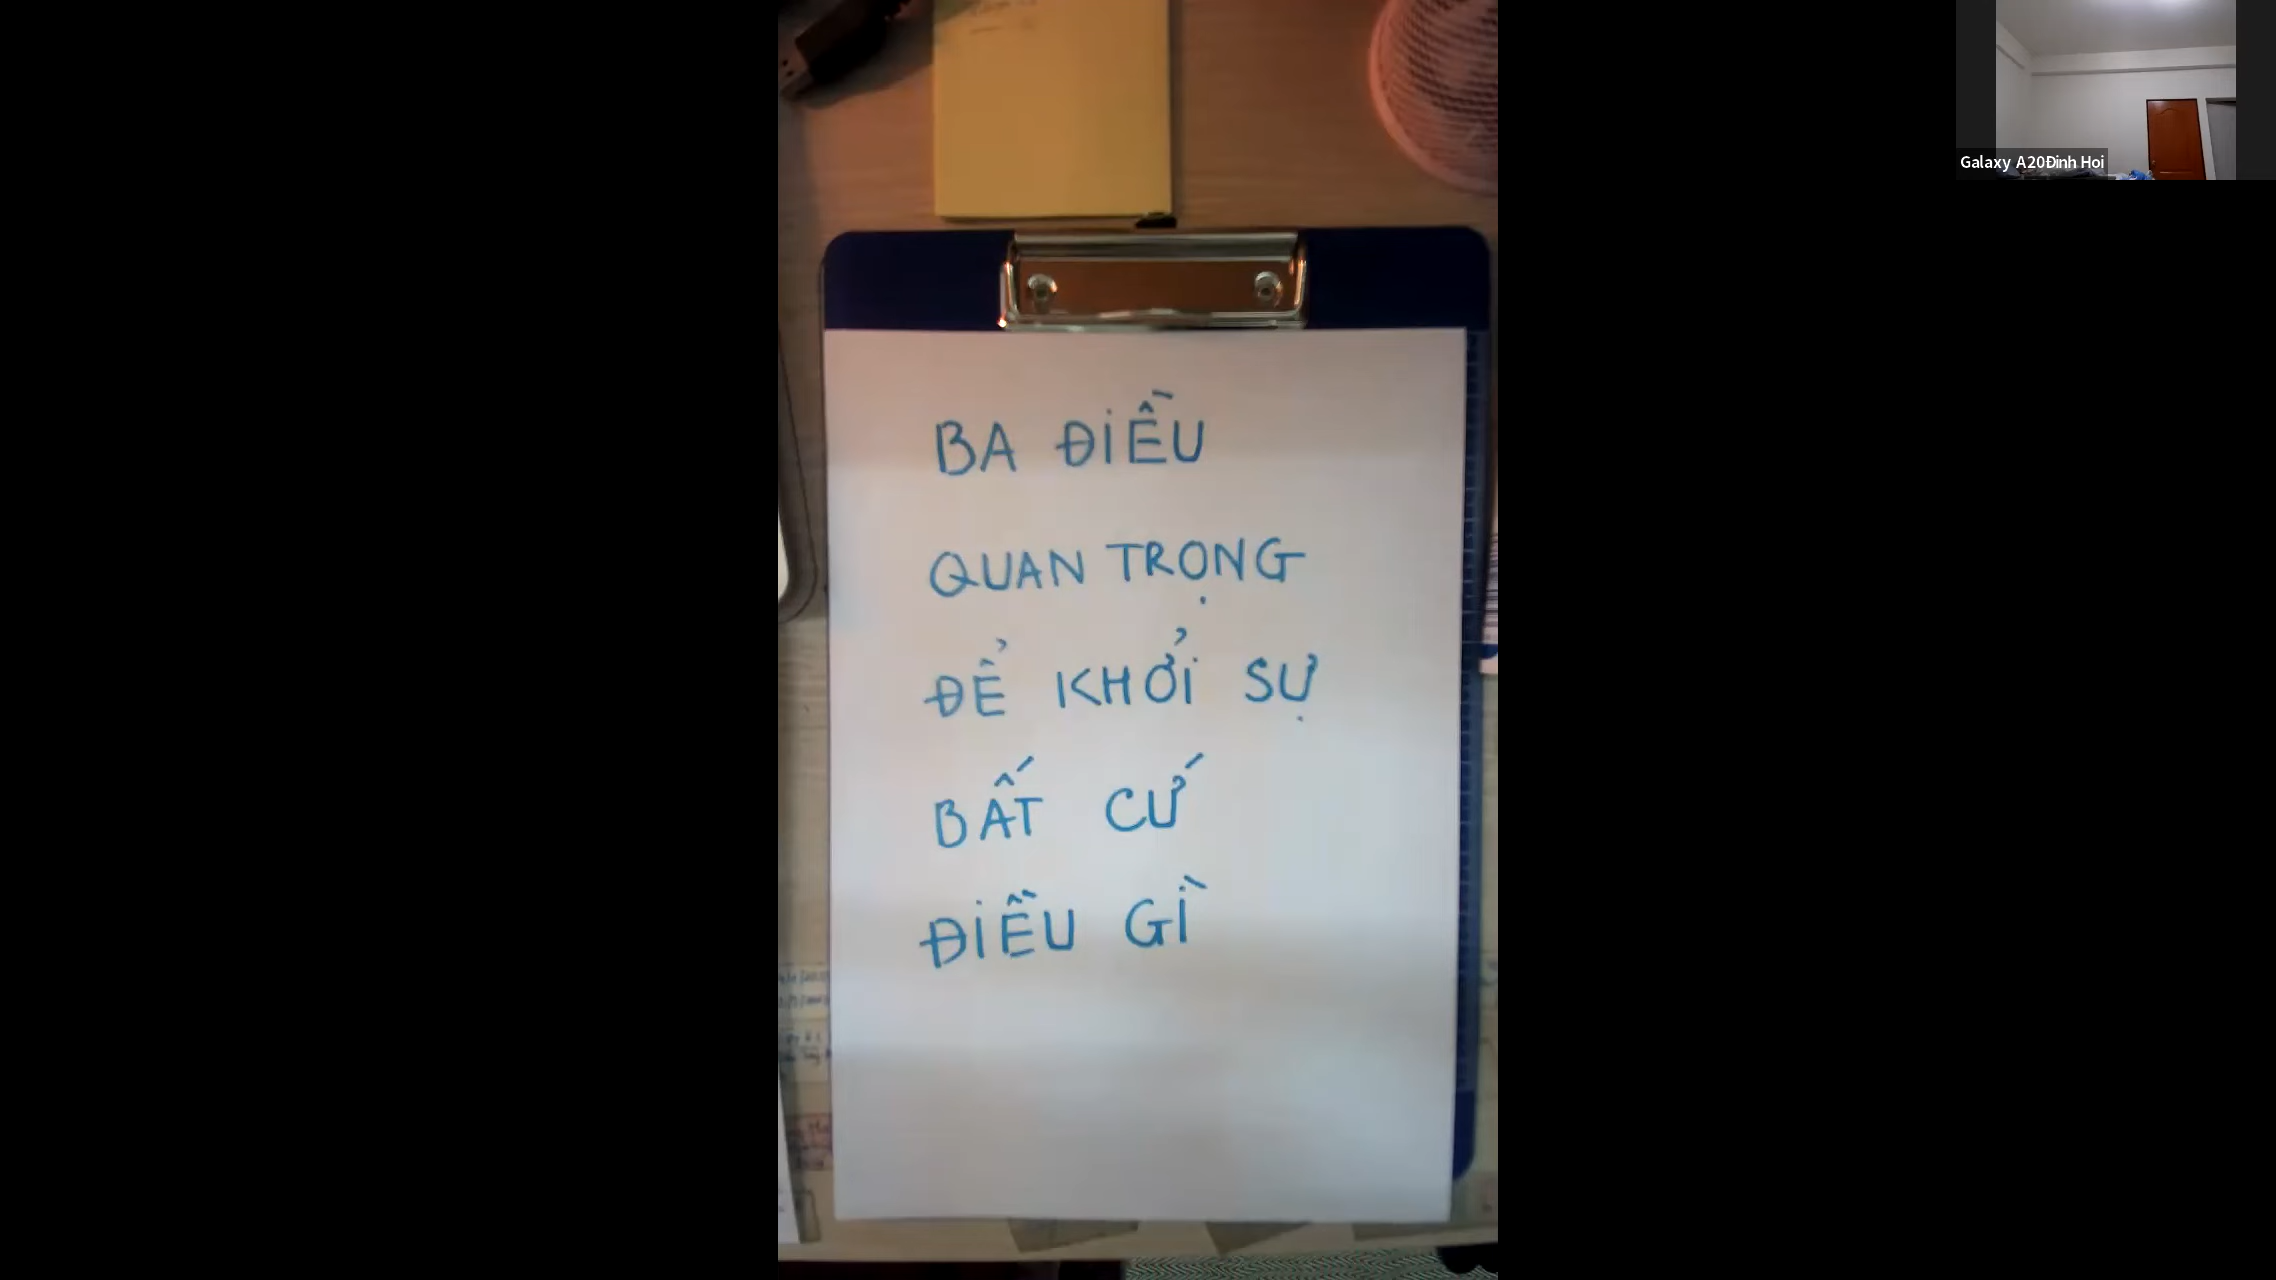 Galaxy A20Đinh Hoi
BA ĐIỀU
QUAN TRỌNG
ĐỂ KHỞI SỰ
BẤT CỨ
ĐIỀU GÌ